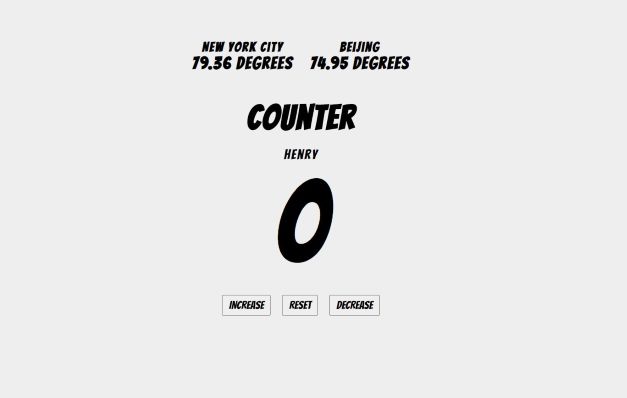 NEW YORK CITY
79.36 DEGREES
BEIJING
74.95 DEGREES
COUNTER
HENRY
0
INCREASE
RESET
DECREASE